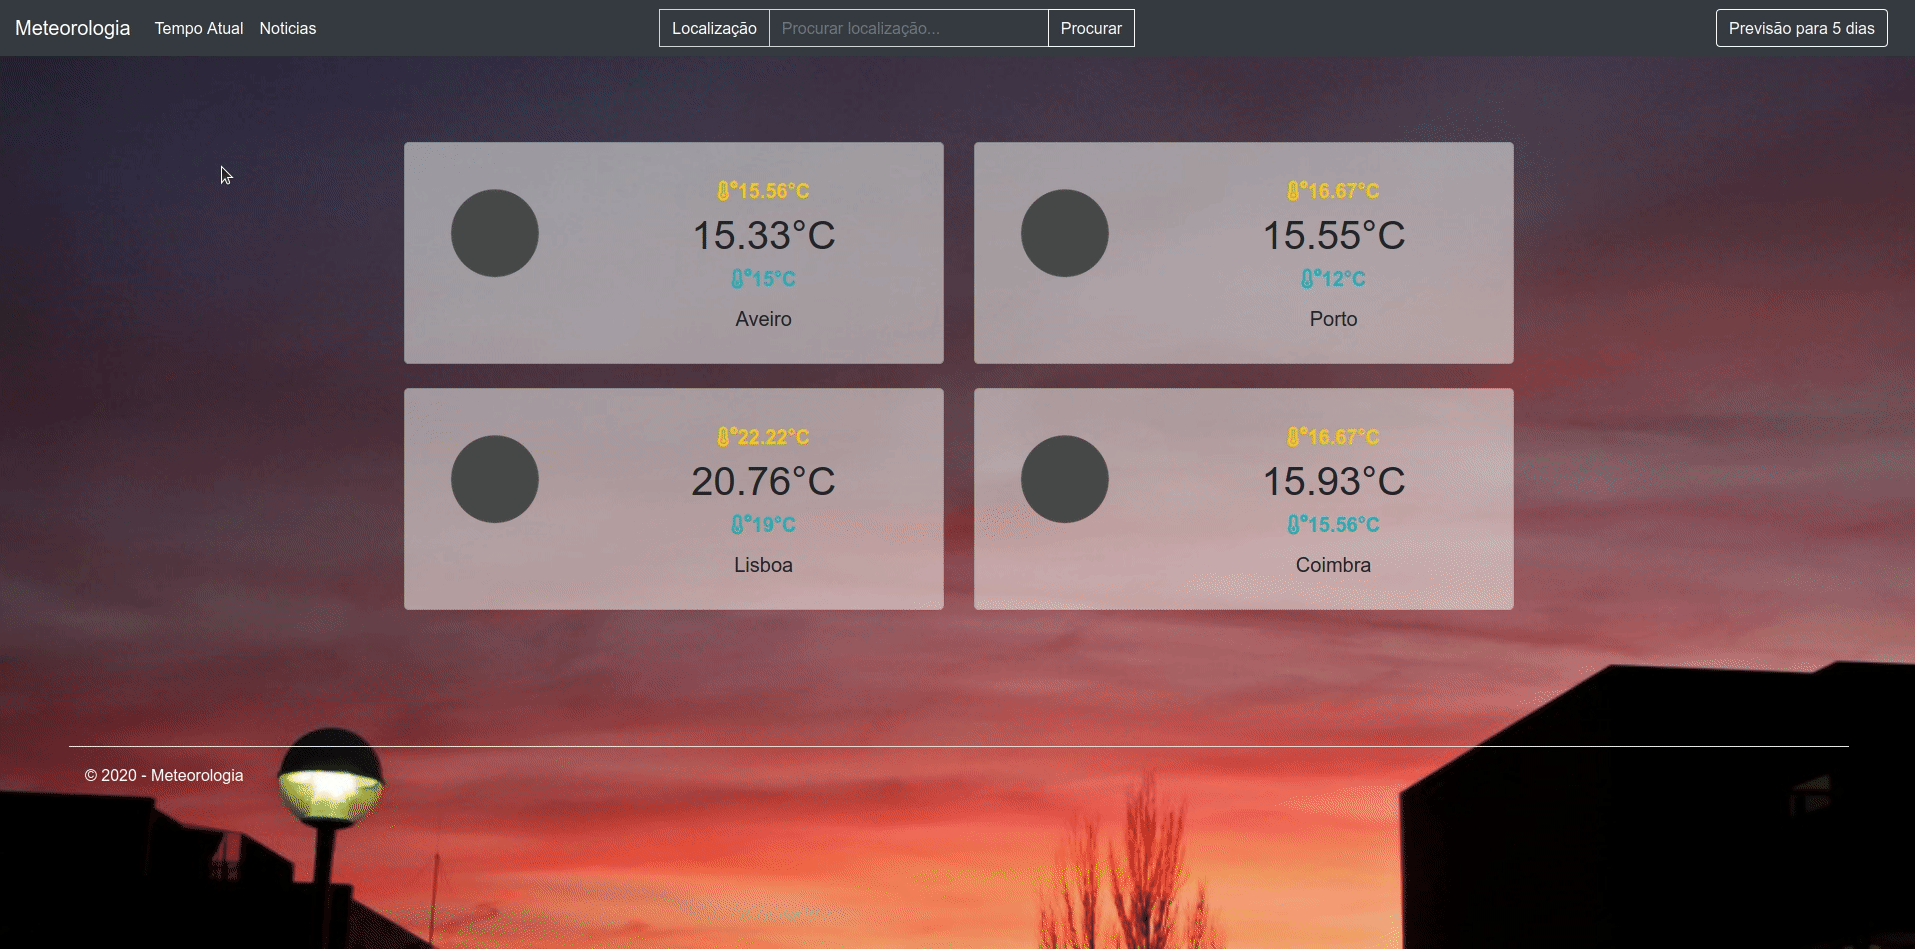 Meteorologia Tempo Atual Noticias Localização Procurar localização... Procurar Previsão para 5 dias
15.56°C
15.33°C
15°C
Aveiro
16.67°C
15.55°C
12°C
Porto
22.22°C
20.76°C
19°C
Lisboa
16.67°C
15.93°C
15.56°C
Coimbra
© 2020 - Meteorologia